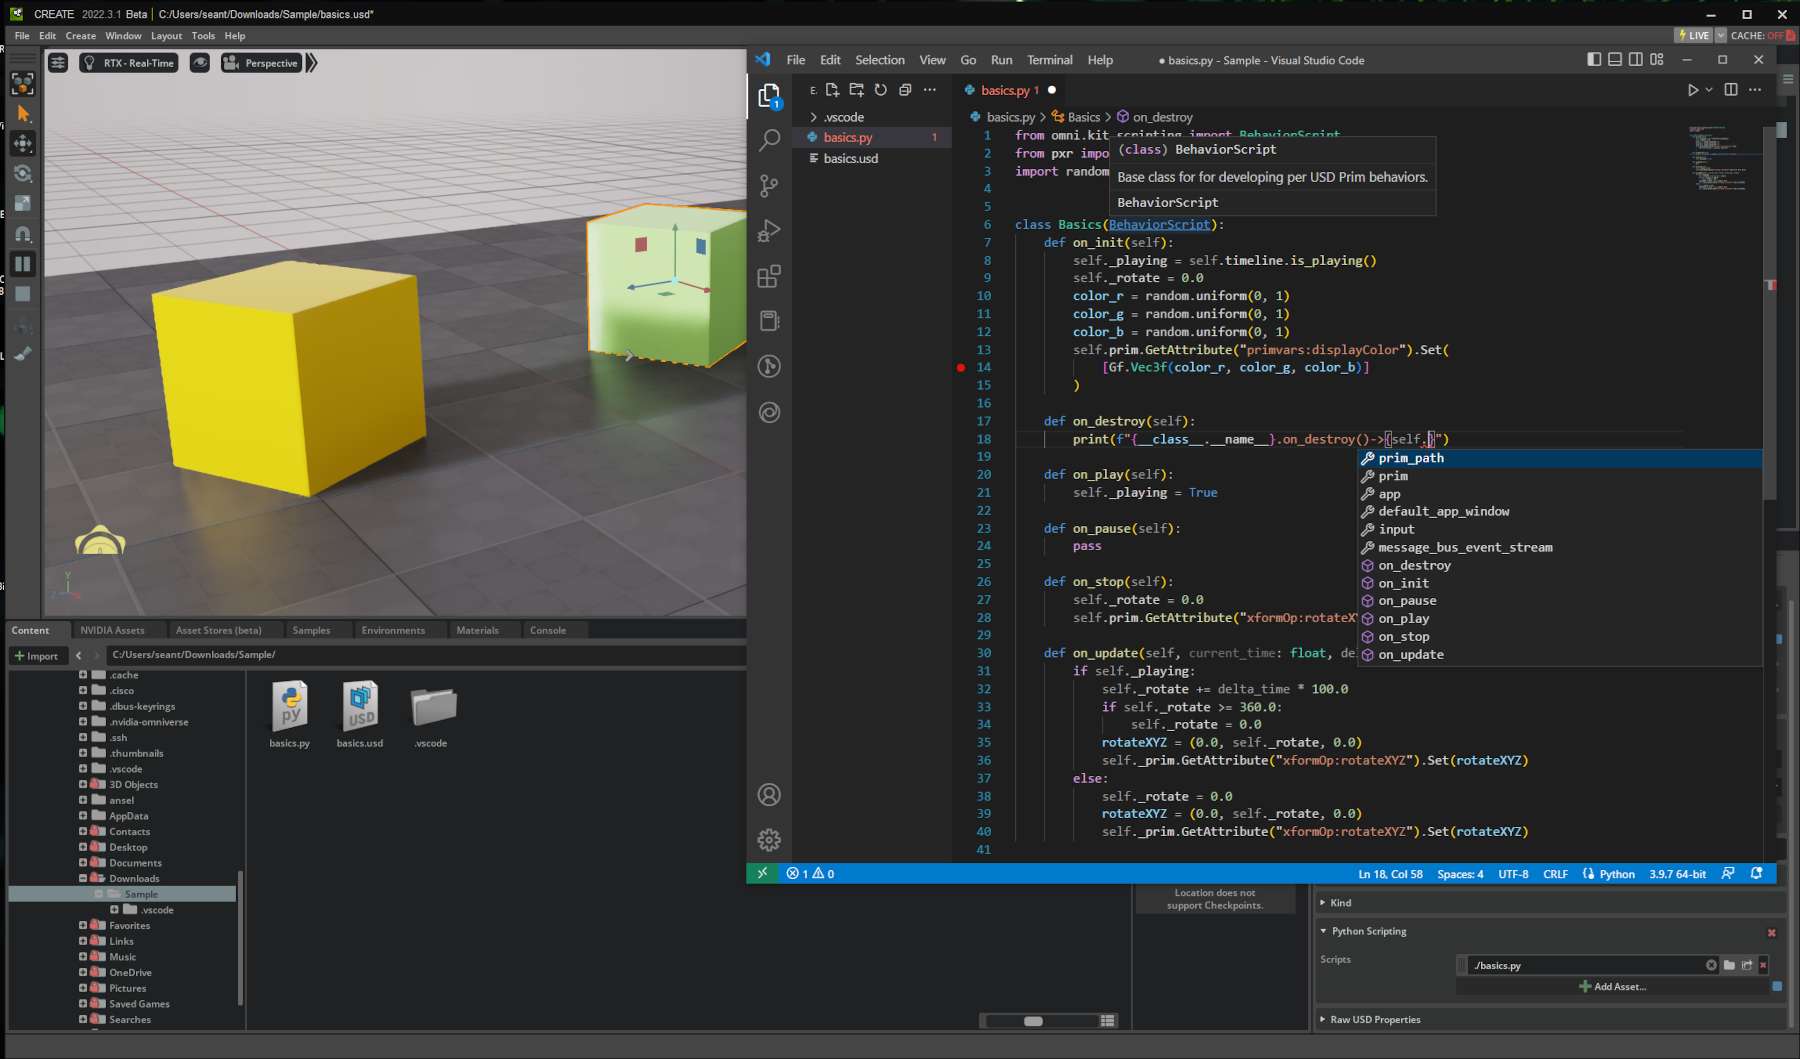 CREATE 2022.3.1 Beta | C:/Users/seant/Downloads/Sample/basics.usd*
File Edit Create Window Layout Tools Help
LIVE CACHE: OFF
RTX - Real-Time
Perspective
File Edit Selection View Go Run Terminal Help
● basics.py - Sample - Visual Studio Code
E.
basics.py 1 ●
1
.vscode
basics.py 1
basics.usd
basics.py > Basics > on_destroy
1 from omni.kit.scripting import BehaviorScript
2 from pxr impo
3 import random
(class) BehaviorScript
Base class for for developing per USD Prim behaviors.
BehaviorScript
4
5
6 class Basics(BehaviorScript):
7 def on_init(self):
8 self._playing = self.timeline.is_playing()
9 self._rotate = 0.0
10 color_r = random.uniform(0, 1)
11 color_g = random.uniform(0, 1)
12 color_b = random.uniform(0, 1)
13 self.prim.GetAttribute("primvars:displayColor").Set(
14 [Gf.Vec3f(color_r, color_g, color_b)]
15 )
16
17 def on_destroy(self):
18 print(f"{__class__.__name__}.on_destroy()->{self.}")
19
20 def on_play(self):
21 self._playing = True
22
23 def on_pause(self):
24 pass
25
26 def on_stop(self):
27 self._rotate = 0.0
28 self.prim.GetAttribute("xformOp:rotateXY
29
30 def on_update(self, current_time: float, del
31 if self._playing:
32 self._rotate += delta_time * 100.0
33 if self._rotate >= 360.0:
34 self._rotate = 0.0
35 rotateXYZ = (0.0, self._rotate, 0.0)
36 self._prim.GetAttribute("xformOp:rotateXYZ").Set(rotateXYZ)
37 else:
38 self._rotate = 0.0
39 rotateXYZ = (0.0, self._rotate, 0.0)
40 self._prim.GetAttribute("xformOp:rotateXYZ").Set(rotateXYZ)
41
prim_path
prim
app
default_app_window
input
message_bus_event_stream
on_destroy
on_init
on_pause
on_play
on_stop
on_update
1 0
Ln 18, Col 58 Spaces: 4 UTF-8 CRLF Python 3.9.7 64-bit
Y
Z X
Content NVIDIA Assets Asset Stores (beta) Samples Environments Materials Console
Import C:/Users/seant/Downloads/Sample/
.cache
.cisco
.dbus-keyrings
.nvidia-omniverse
.ssh
.thumbnails
.vscode
3D Objects
ansel
AppData
Contacts
Desktop
Documents
Downloads
Sample
.vscode
Favorites
Links
Music
OneDrive
Pictures
Saved Games
Searches
py
USD
basics.py basics.usd .vscode
Location does not
support Checkpoints.
Kind
Python Scripting
Scripts ./basics.py
Add Asset...
Raw USD Properties